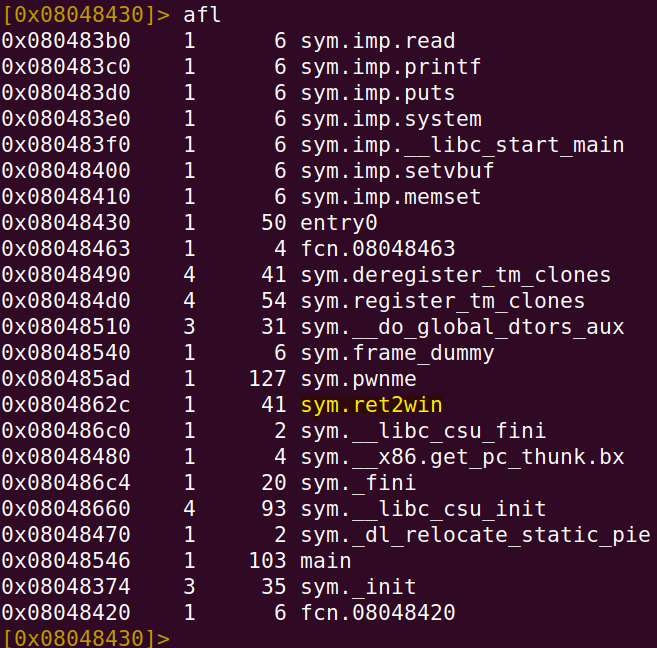 [0x08048430]> afl
0x080483b0    1      6 sym.imp.read
0x080483c0    1      6 sym.imp.printf
0x080483d0    1      6 sym.imp.puts
0x080483e0    1      6 sym.imp.system
0x080483f0    1      6 sym.imp.__libc_start_main
0x08048400    1      6 sym.imp.setvbuf
0x08048410    1      6 sym.imp.memset
0x08048430    1     50 entry0
0x08048463    1      4 fcn.08048463
0x08048490    4     41 sym.deregister_tm_clones
0x080484d0    4     54 sym.register_tm_clones
0x08048510    3     31 sym.__do_global_dtors_aux
0x08048540    1      6 sym.frame_dummy
0x080485ad    1    127 sym.pwnme
0x0804862c    1     41 sym.ret2win
0x080486c0    1      2 sym.__libc_csu_fini
0x08048480    1      4 sym.__x86.get_pc_thunk.bx
0x080486c4    1     20 sym._fini
0x08048660    4     93 sym.__libc_csu_init
0x08048470    1      2 sym._dl_relocate_static_pie
0x08048546    1    103 main
0x08048374    3     35 sym._init
0x08048420    1      6 fcn.08048420
[0x08048430]>